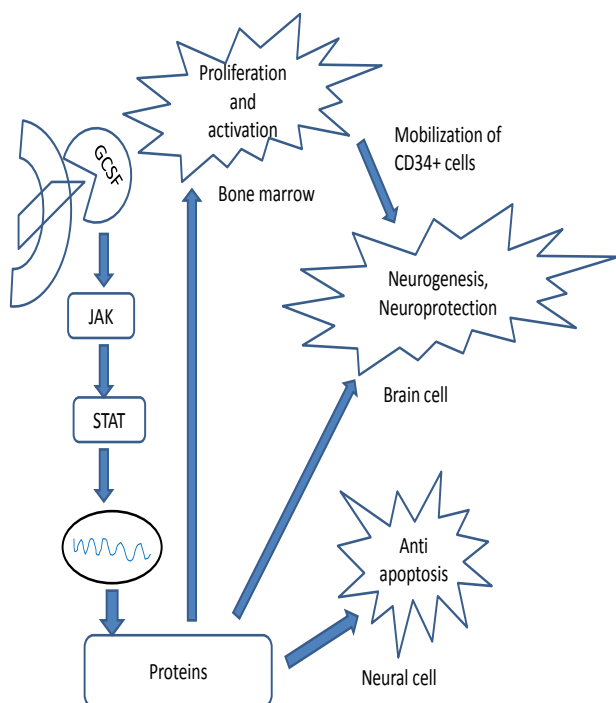 Proliferation
and
activation
GCSF
Mobilization of
CD34+ cells
Bone marrow
Neurogenesis,
Neuroprotection
JAK
Brain cell
STAT
Anti
apoptosis
Proteins
Neural cell